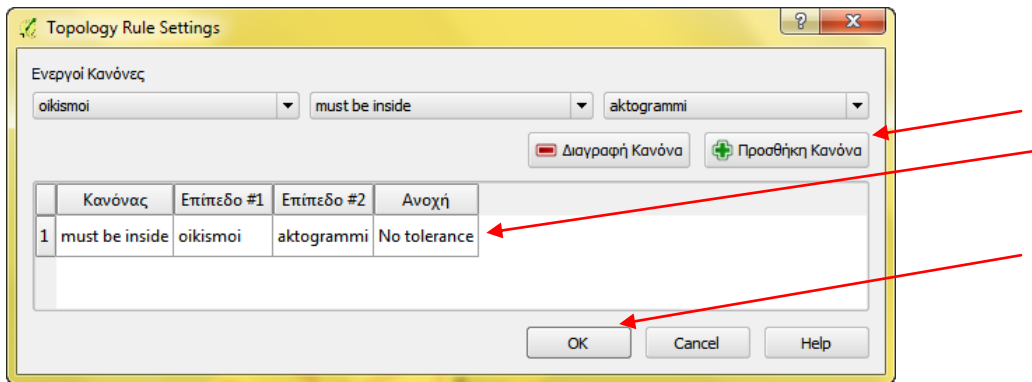 Topology Rule Settings
Ενεργοί Κανόνες
oikismoi must be inside aktogrammi
Διαγραφή Κανόνα Προσθήκη Κανόνα
Κανόνας Επίπεδο #1 Επίπεδο #2 Ανοχή
1 must be inside oikismoi aktogrammi No tolerance
OK Cancel Help